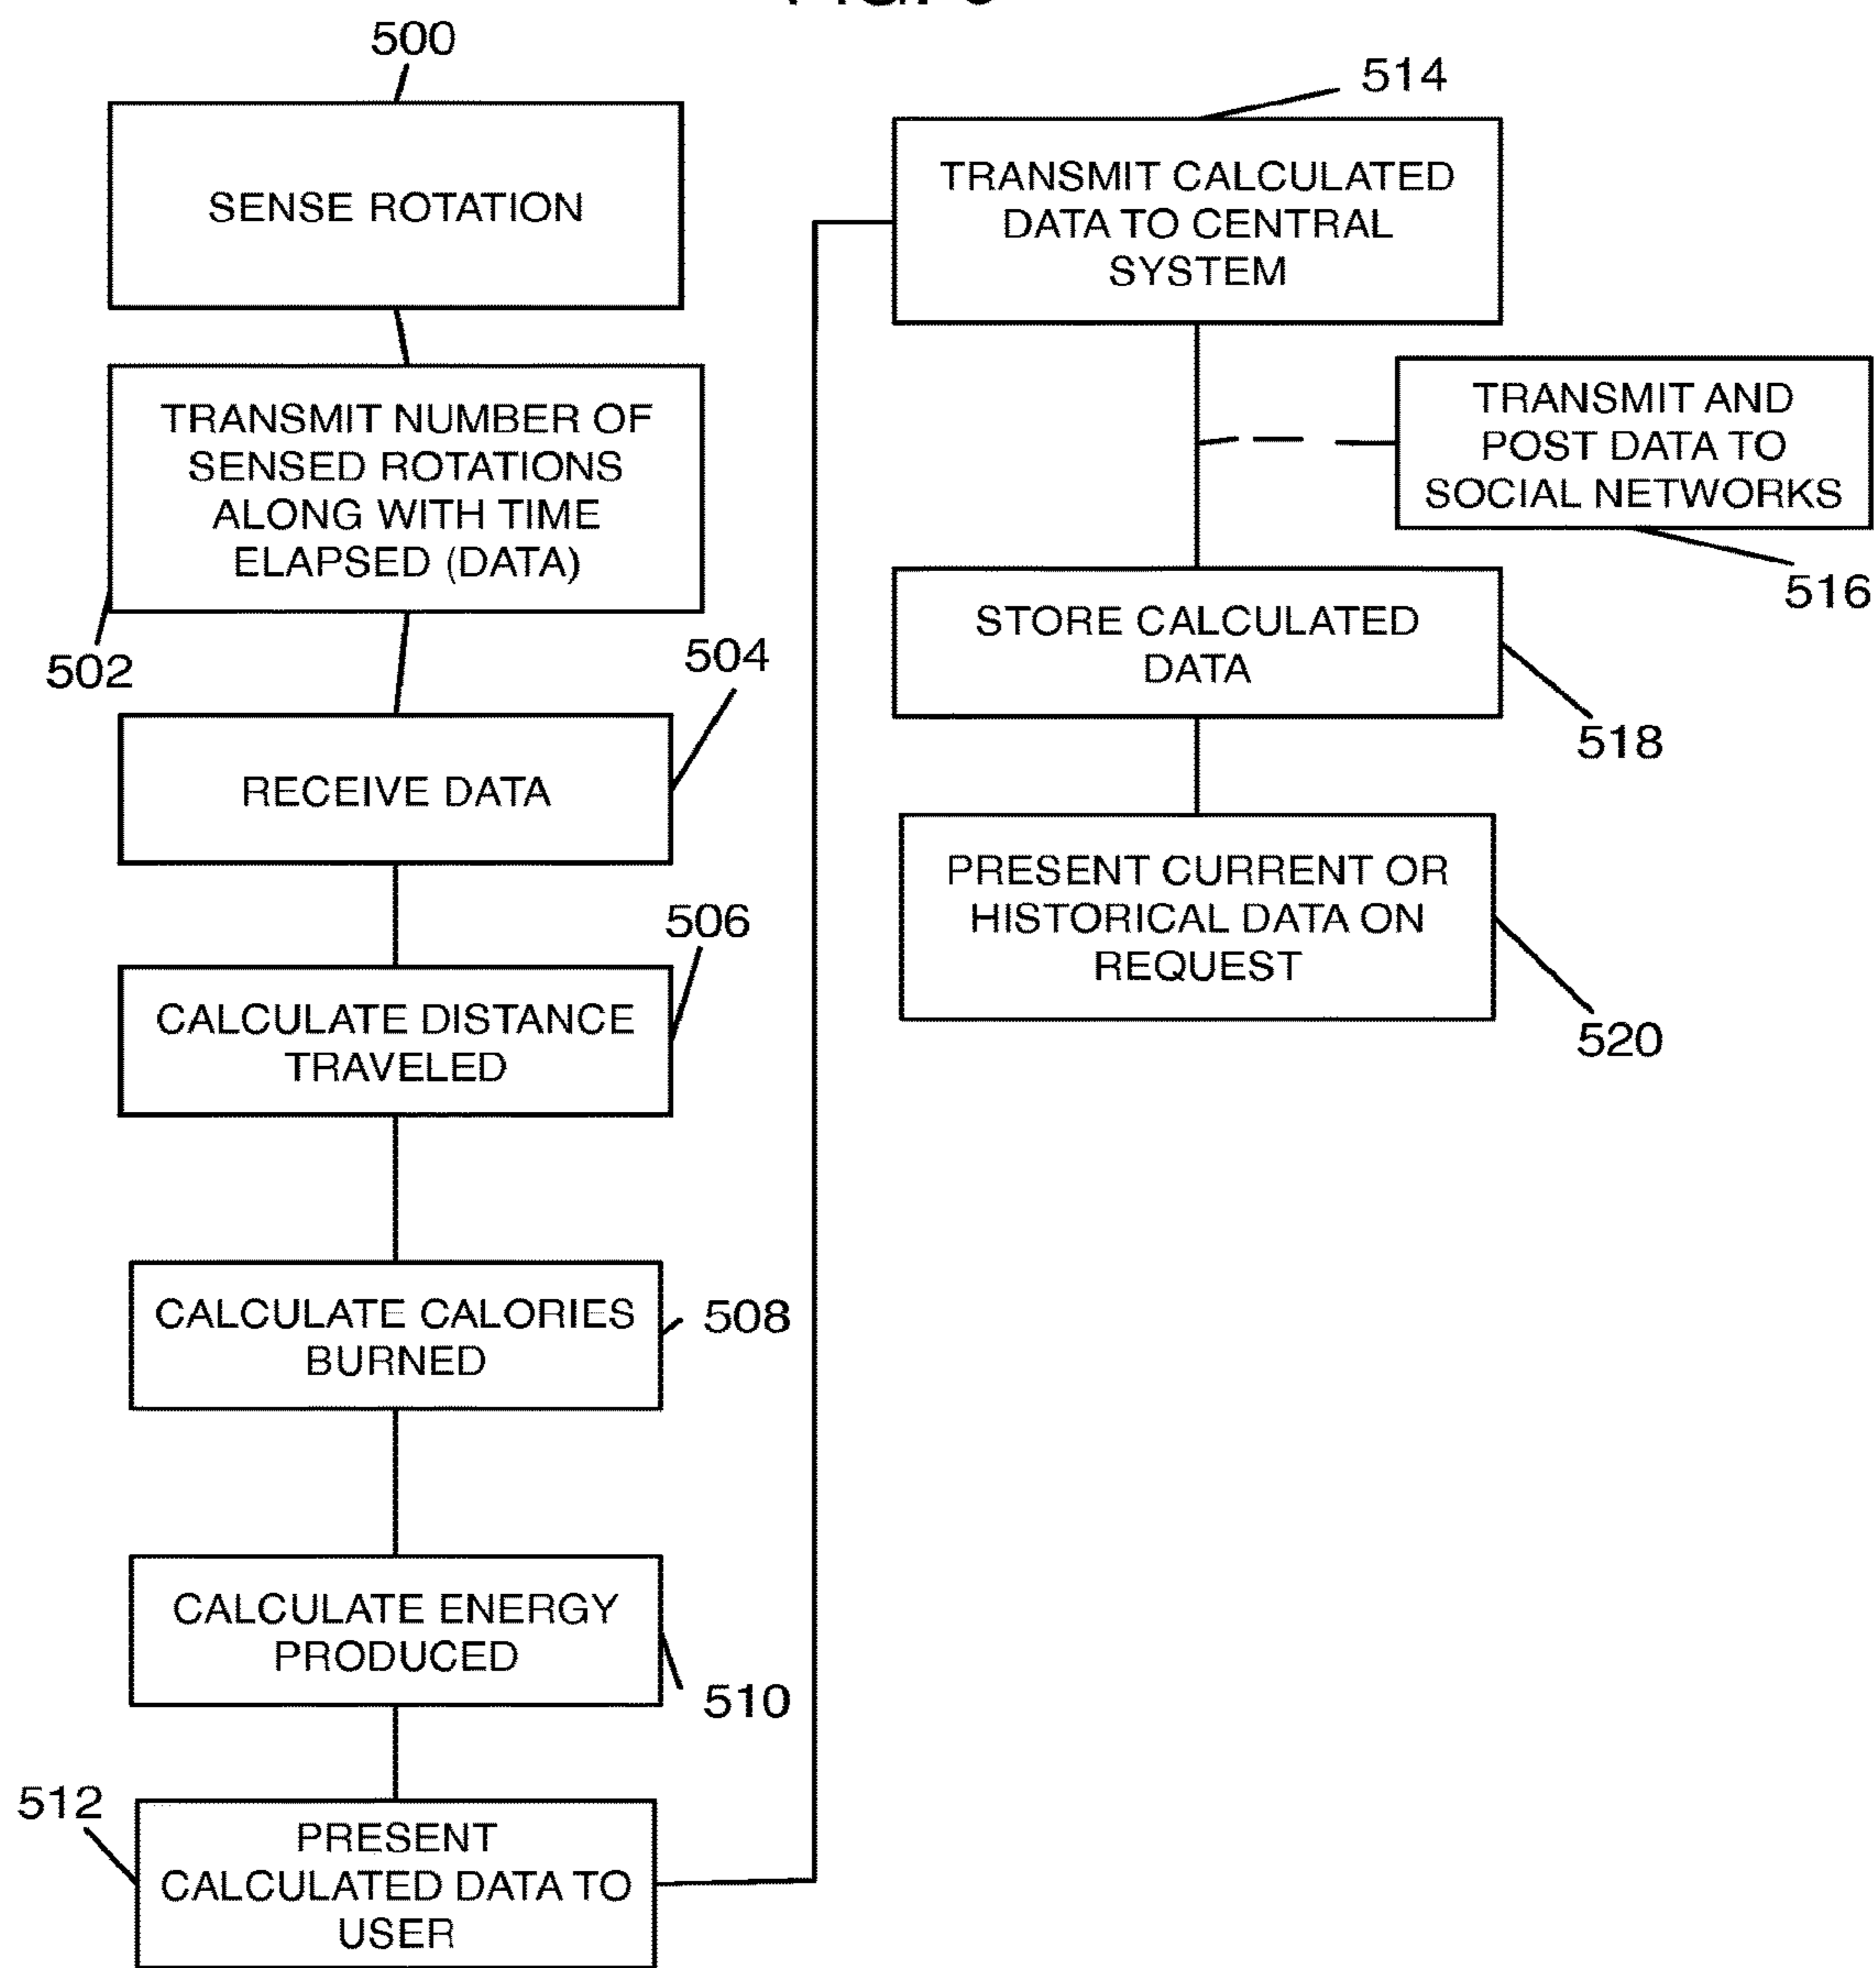 500
SENSE ROTATION
TRANSMIT NUMBER OF
SENSED ROTATIONS
ALONG WITH TIME
ELAPSED (DATA)
502
504
RECEIVE DATA
506
CALCULATE DISTANCE
TRAVELED
CALCULATE CALORIES
BURNED
508
CALCULATE ENERGY
PRODUCED
510
512
PRESENT
CALCULATED DATA TO
USER
514
TRANSMIT CALCULATED
DATA TO CENTRAL
SYSTEM
TRANSMIT AND
POST DATA TO
SOCIAL NETWORKS
516
STORE CALCULATED
DATA
518
PRESENT CURRENT OR
HISTORICAL DATA ON
REQUEST
520